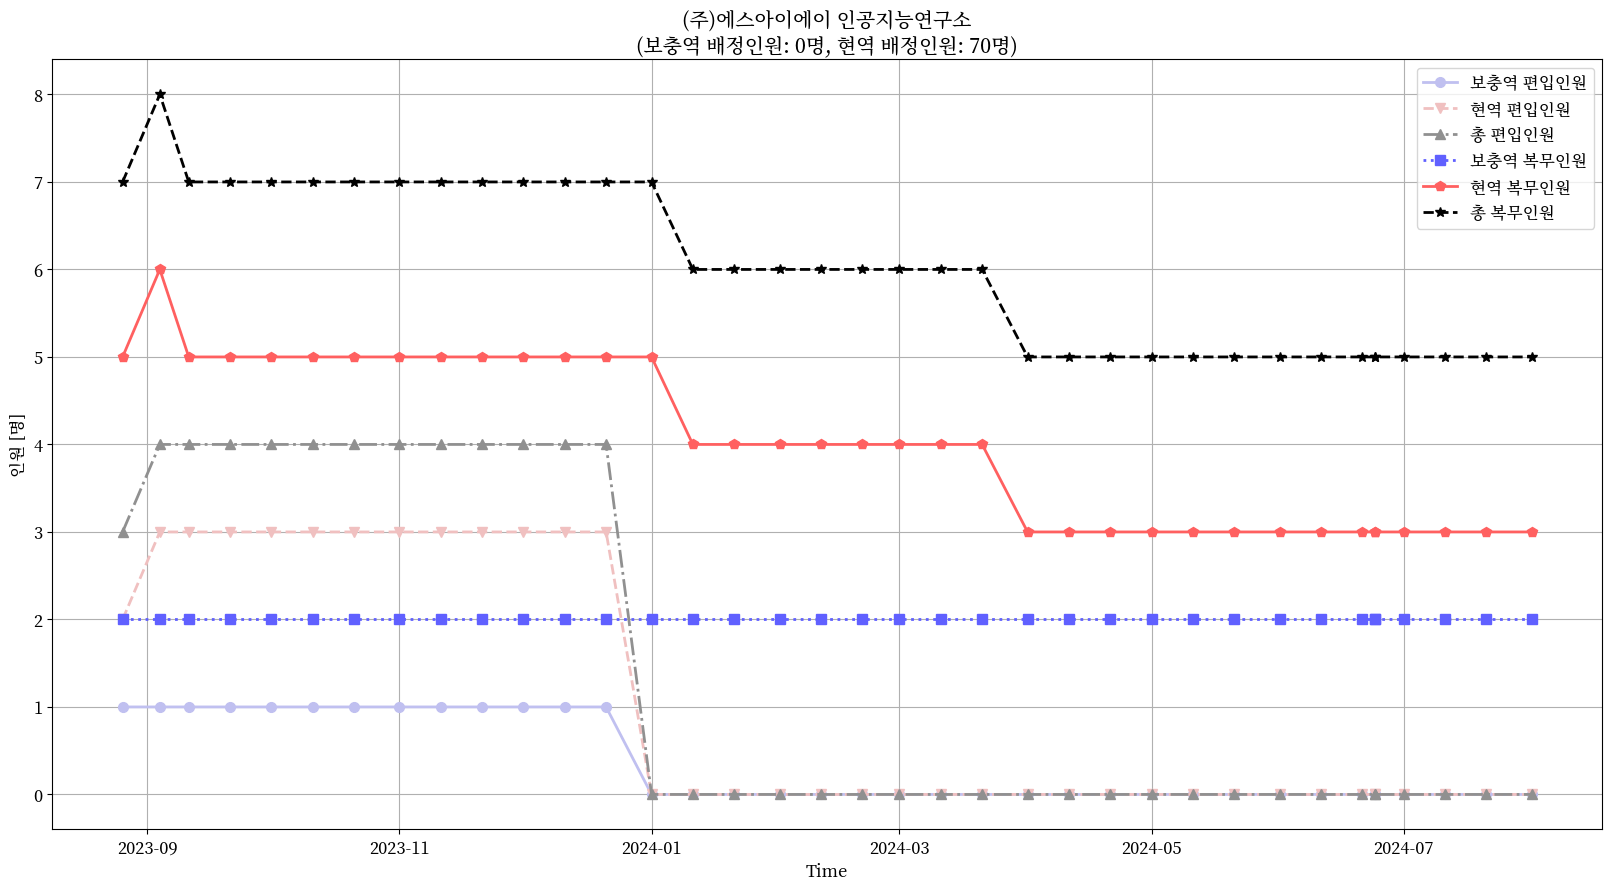 (주)에스아이에이 인공지능연구소
(보충역 배정인원: 0명, 현역 배정인원: 70명)
보충역 편입인원
현역 편입인원
총 편입인원
보충역 복무인원
현역 복무인원
총 복무인원
인원 [명]
8
7
6
5
4
3
2
1
0
2023-09 2023-11 2024-01 2024-03 2024-05 2024-07
Time